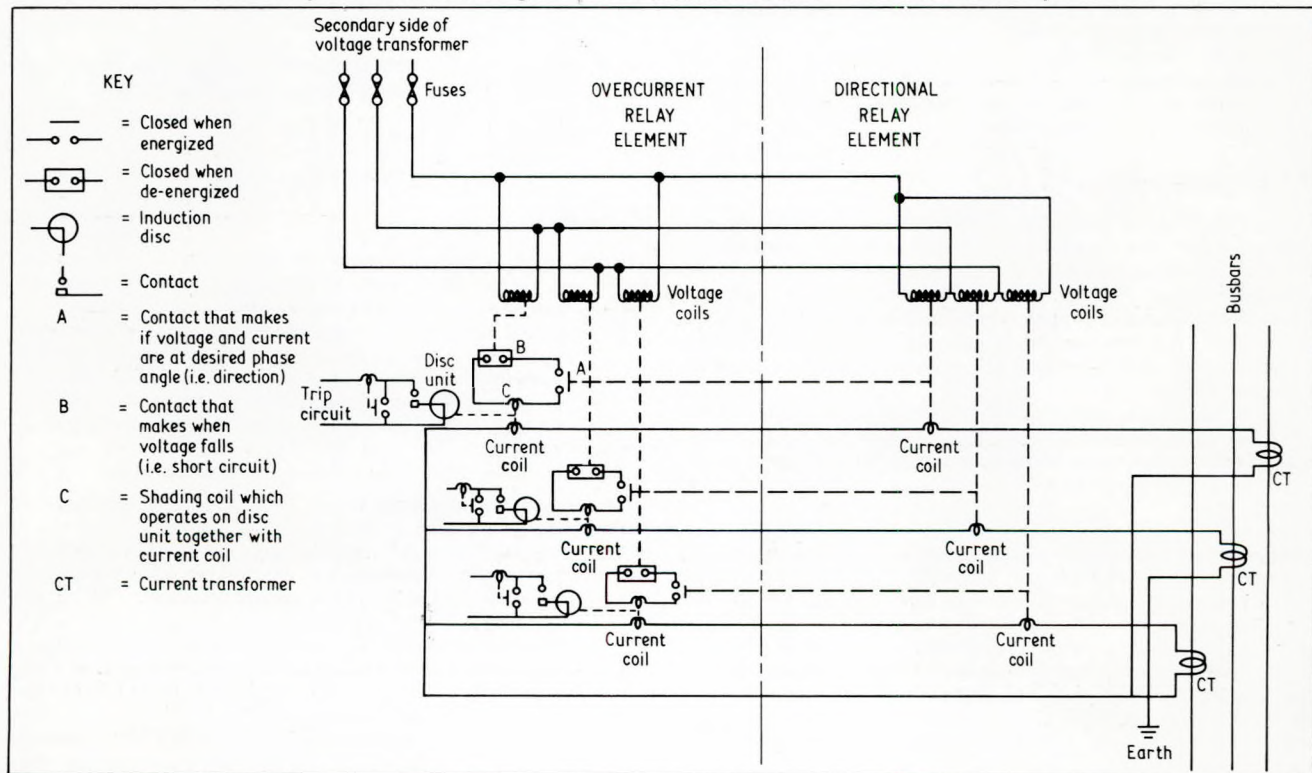 Secondary side of
voltage transformer
Fuses
KEY
= Closed when
energized
= Closed when
de-energized
= Induction
disc
= Contact
A = Contact that makes
if voltage and current
are at desired phase
angle (i.e. direction)
B = Contact that
makes when
voltage falls
(i.e. short circuit)
C = Shading coil which
operates on disc
unit together with
current coil
CT = Current transformer
OVERCURRENT
RELAY
ELEMENT
DIRECTIONAL
RELAY
ELEMENT
Voltage
coils
Voltage
coils
Busbars
B
A
C
Disc
unit
Trip
circuit
Current
coil
Current
coil
CT
Current
coil
Current
coil
CT
Current
coil
Current
coil
CT
Earth